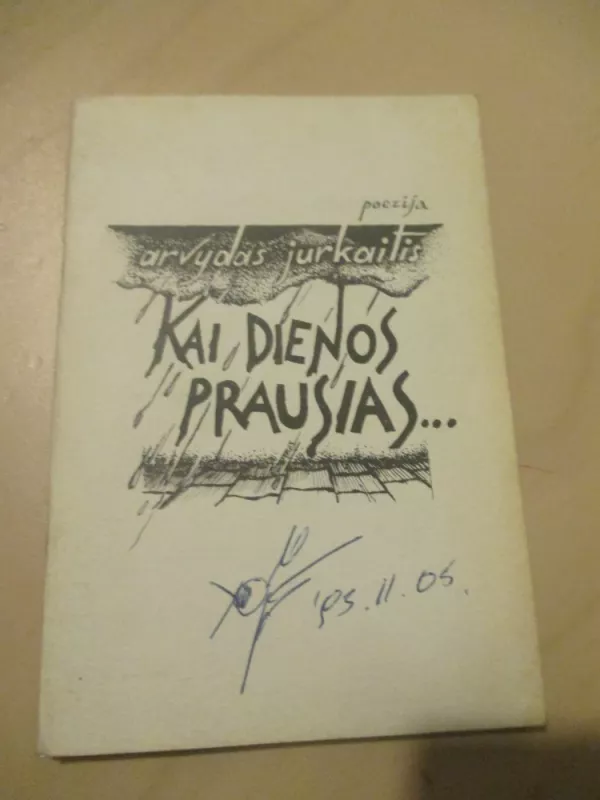 poezija
arvydas jurkaitis
KAI DIENOS
PRAUSIAS...
'95.11.05.